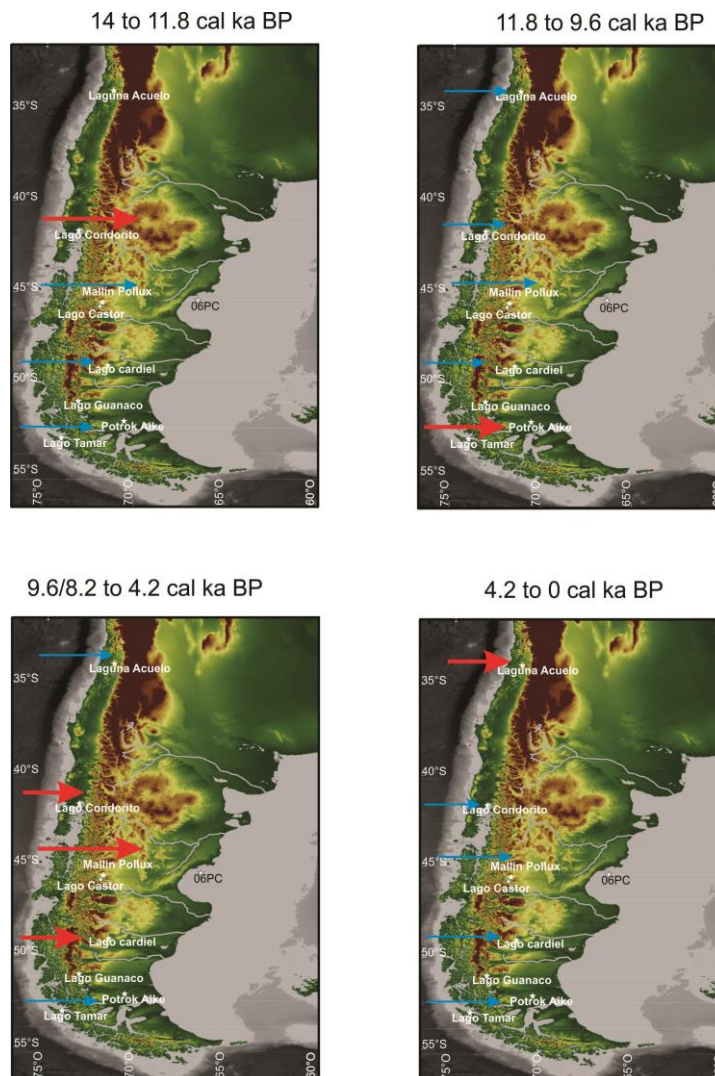 14 to 11.8 cal ka BP
Laguna Acuelo
35°S
40°S
Lago Condorito
45°S
Mallin Pollux
06PC
Lago Castor
Lago cardiel
50°S
Lago Guanaco
Potrok Aike
Lago Tamar
55°S
75°O
70°O
65°O
60°O
11.8 to 9.6 cal ka BP
Laguna Acuelo
35°S
40°S
Lago Condorito
45°S
Mallin Pollux
06PC
Lago Castor
Lago cardiel
50°S
Lago Guanaco
Potrok Aike
Lago Tamar
55°S
75°O
70°O
65°O
9.6/8.2 to 4.2 cal ka BP
Laguna Acuelo
35°S
40°S
Lago Condorito
45°S
Mallin Pollux
06PC
Lago Castor
Lago cardiel
50°S
Lago Guanaco
Potrok Aike
Lago Tamar
55°S
75°O
70°O
65°O
60°O
4.2 to 0 cal ka BP
Laguna Acuelo
35°S
40°S
Lago Condorito
45°S
Mallin Pollux
06PC
Lago Castor
Lago cardiel
50°S
Lago Guanaco
Potrok Aike
Lago Tamar
55°S
75°O
70°O
65°O